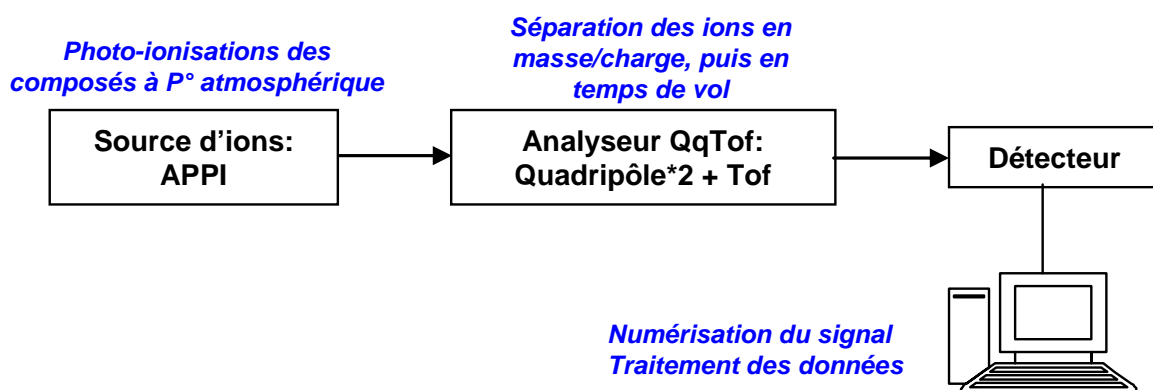 Photo-ionisations des
composés à P° atmosphérique
Séparation des ions en
masse/charge, puis en
temps de vol
Source d’ions:
APPI
Analyseur QqTof:
Quadripôle*2 + Tof
Détecteur
Numérisation du signal
Traitement des données